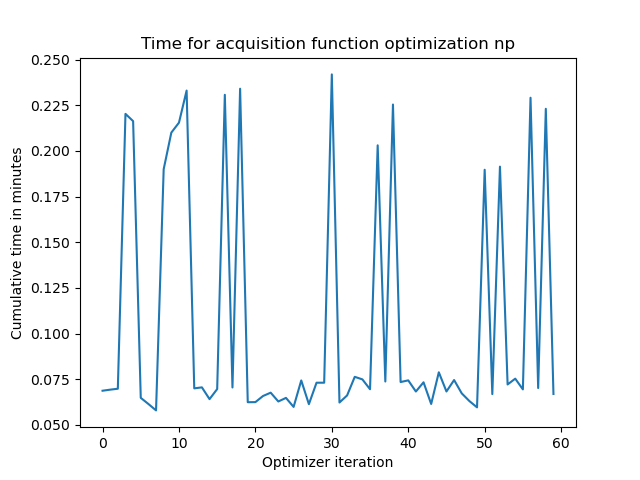 Time for acquisition function optimization np
0.250
0.225
0.200
0.175
0.150
0.125
0.100
0.075
0.050
Cumulative time in minutes
0 10 20 30 40 50 60
Optimizer iteration